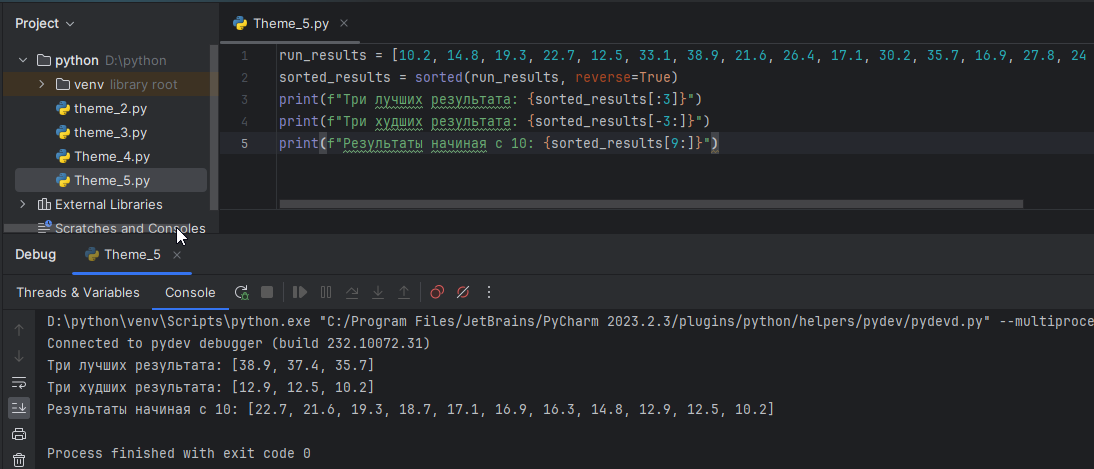 Project
Theme_5.py
python D:\python
venv library root
theme_2.py
theme_3.py
Theme_4.py
Theme_5.py
External Libraries
Scratches and Consoles
1 run_results = [10.2, 14.8, 19.3, 22.7, 12.5, 33.1, 38.9, 21.6, 26.4, 17.1, 30.2, 35.7, 16.9, 27.8, 24
2 sorted_results = sorted(run_results, reverse=True)
3 print(f"Три лучших результата: {sorted_results[:3]}")
4 print(f"Три худших результата: {sorted_results[-3:]}")
5 print(f"Результаты начиная с 10: {sorted_results[9:]}")
Debug Theme_5
Threads & Variables Console
D:\python\venv\Scripts\python.exe "C:/Program Files/JetBrains/PyCharm 2023.2.3/plugins/python/helpers/pydev/pydevd.py" --multiproce
Connected to pydev debugger (build 232.10072.31)
Три лучших результата: [38.9, 37.4, 35.7]
Три худших результата: [12.9, 12.5, 10.2]
Результаты начиная с 10: [22.7, 21.6, 19.3, 18.7, 17.1, 16.9, 16.3, 14.8, 12.9, 12.5, 10.2]
Process finished with exit code 0